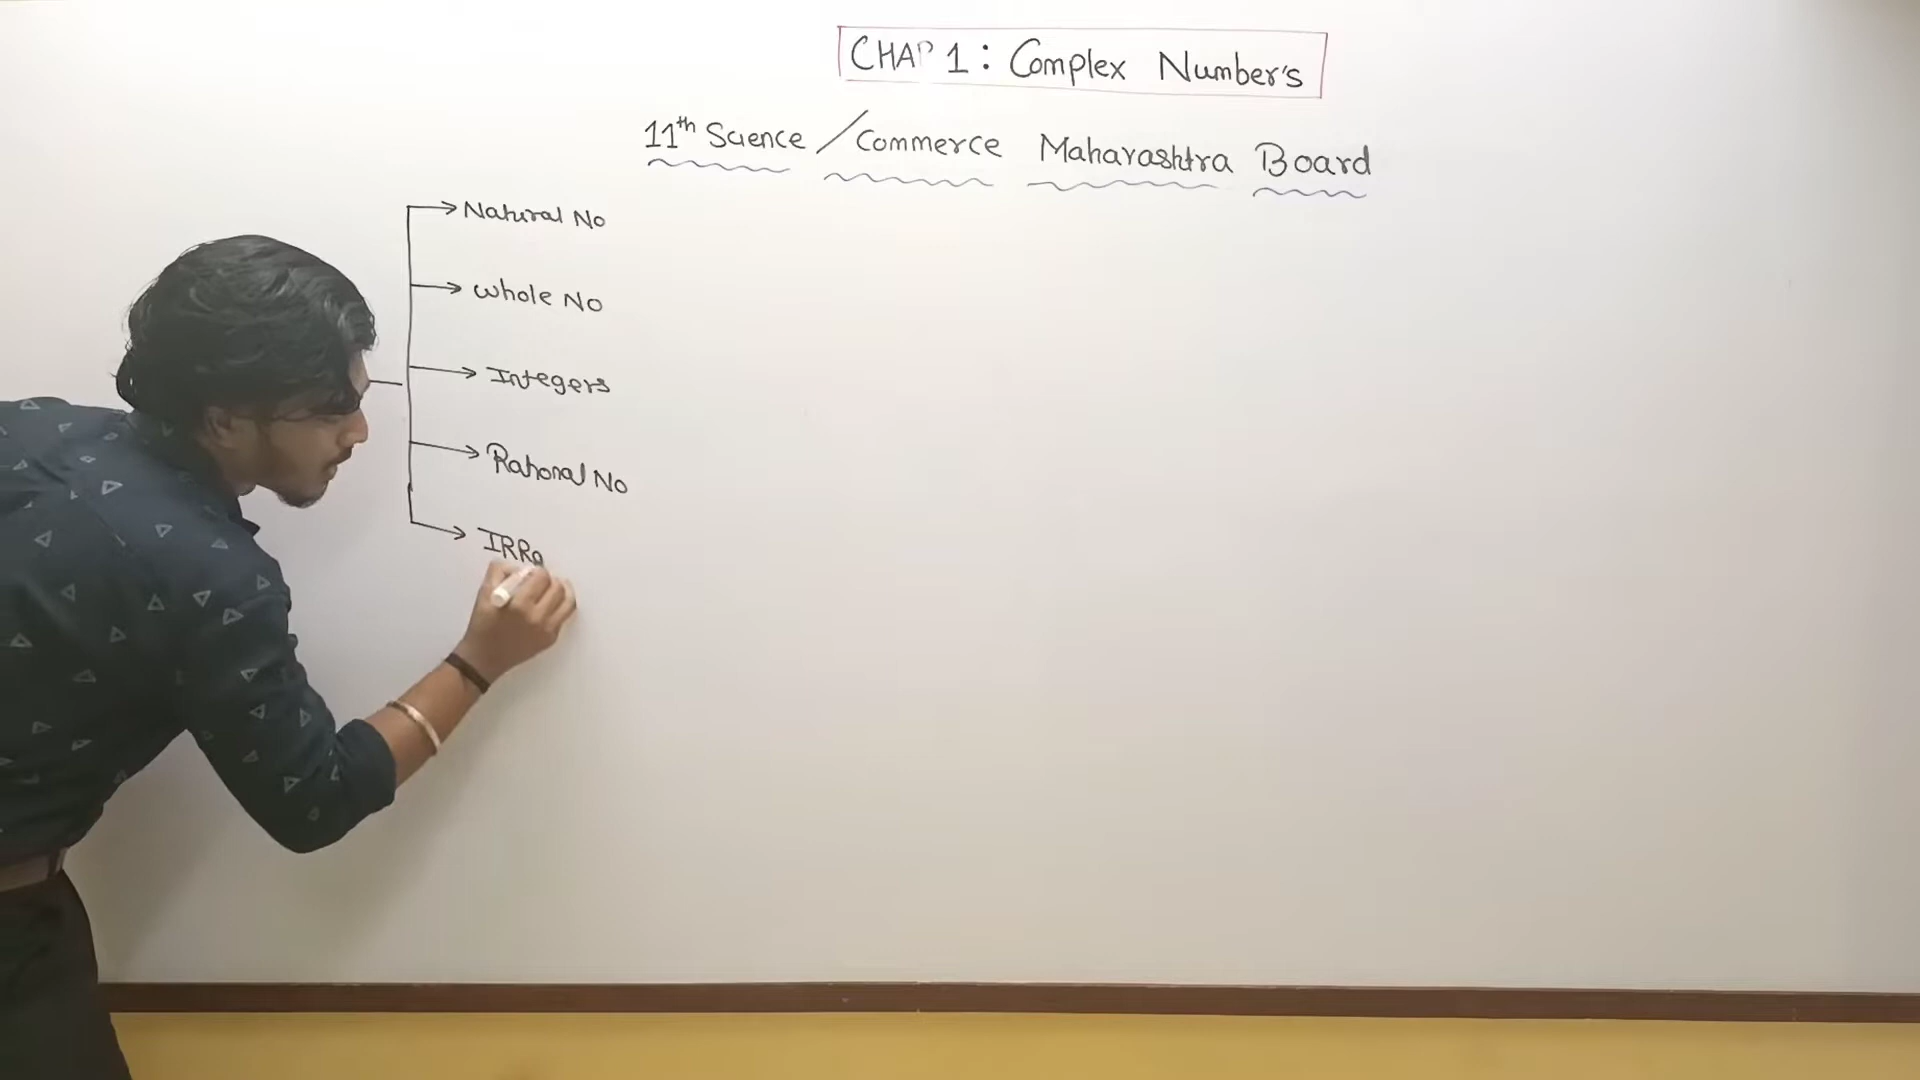 CHAP 1 : Complex Number's
11th Science / Commerce Maharashtra Board
Natural No
Whole No
Integers
Rational No
IRRa